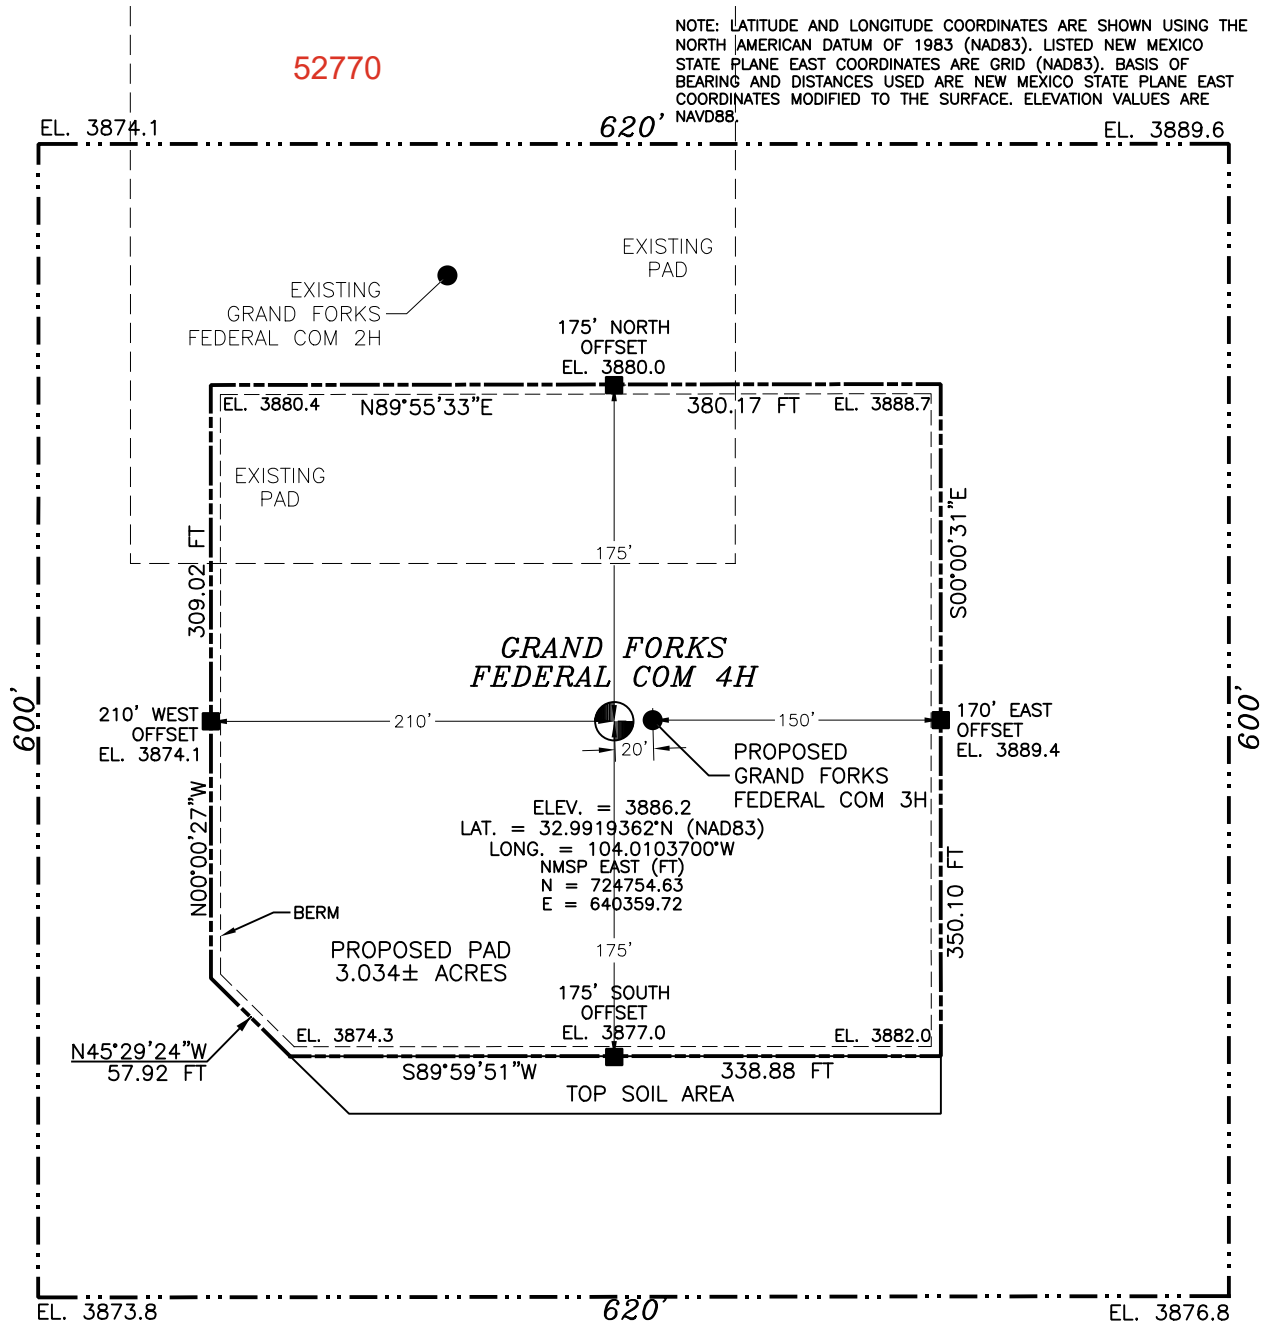 NOTE: LATITUDE AND LONGITUDE COORDINATES ARE SHOWN USING THE
NORTH AMERICAN DATUM OF 1983 (NAD83). LISTED NEW MEXICO
STATE PLANE EAST COORDINATES ARE GRID (NAD83). BASIS OF
BEARING AND DISTANCES USED ARE NEW MEXICO STATE PLANE EAST
COORDINATES MODIFIED TO THE SURFACE. ELEVATION VALUES ARE
NAVD88.
52770
EL. 3874.1
620'
EL. 3889.6
EXISTING
PAD
EXISTING
GRAND FORKS
FEDERAL COM 2H
175' NORTH
OFFSET
EL. 3880.0
EL. 3880.4
N89°55'33"E
380.17 FT
EL. 3888.7
EXISTING
PAD
309.02 FT
S00°00'31"E
175'
GRAND FORKS
FEDERAL COM 4H
600'
210' WEST
OFFSET
EL. 3874.1
210'
150'
20'
170' EAST
OFFSET
EL. 3889.4
600'
PROPOSED
GRAND FORKS
FEDERAL COM 3H
N00°00'27"W
ELEV. = 3886.2
LAT. = 32.9919362°N (NAD83)
LONG. = 104.0103700°W
NMSP EAST (FT)
N = 724754.63
E = 640359.72
350.10 FT
BERM
PROPOSED PAD
3.034± ACRES
175'
175' SOUTH
OFFSET
EL. 3877.0
EL. 3874.3
EL. 3882.0
N45°29'24"W
57.92 FT
S89°59'51"W
338.88 FT
TOP SOIL AREA
EL. 3873.8
620'
EL. 3876.8